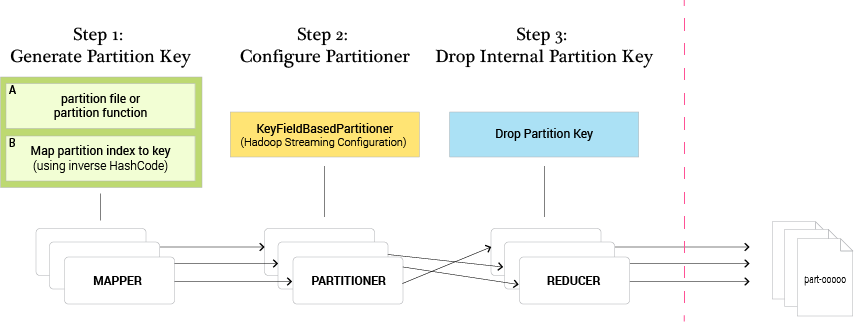 Step 1:
Generate Partition Key
Step 2:
Configure Partitioner
Step 3:
Drop Internal Partition Key
A
partition file or
partition function
B
Map partition index to key
(using inverse HashCode)
KeyFieldBasedPartitioner
(Hadoop Streaming Configuration)
Drop Partition Key
MAPPER
PARTITIONER
REDUCER
part-00000